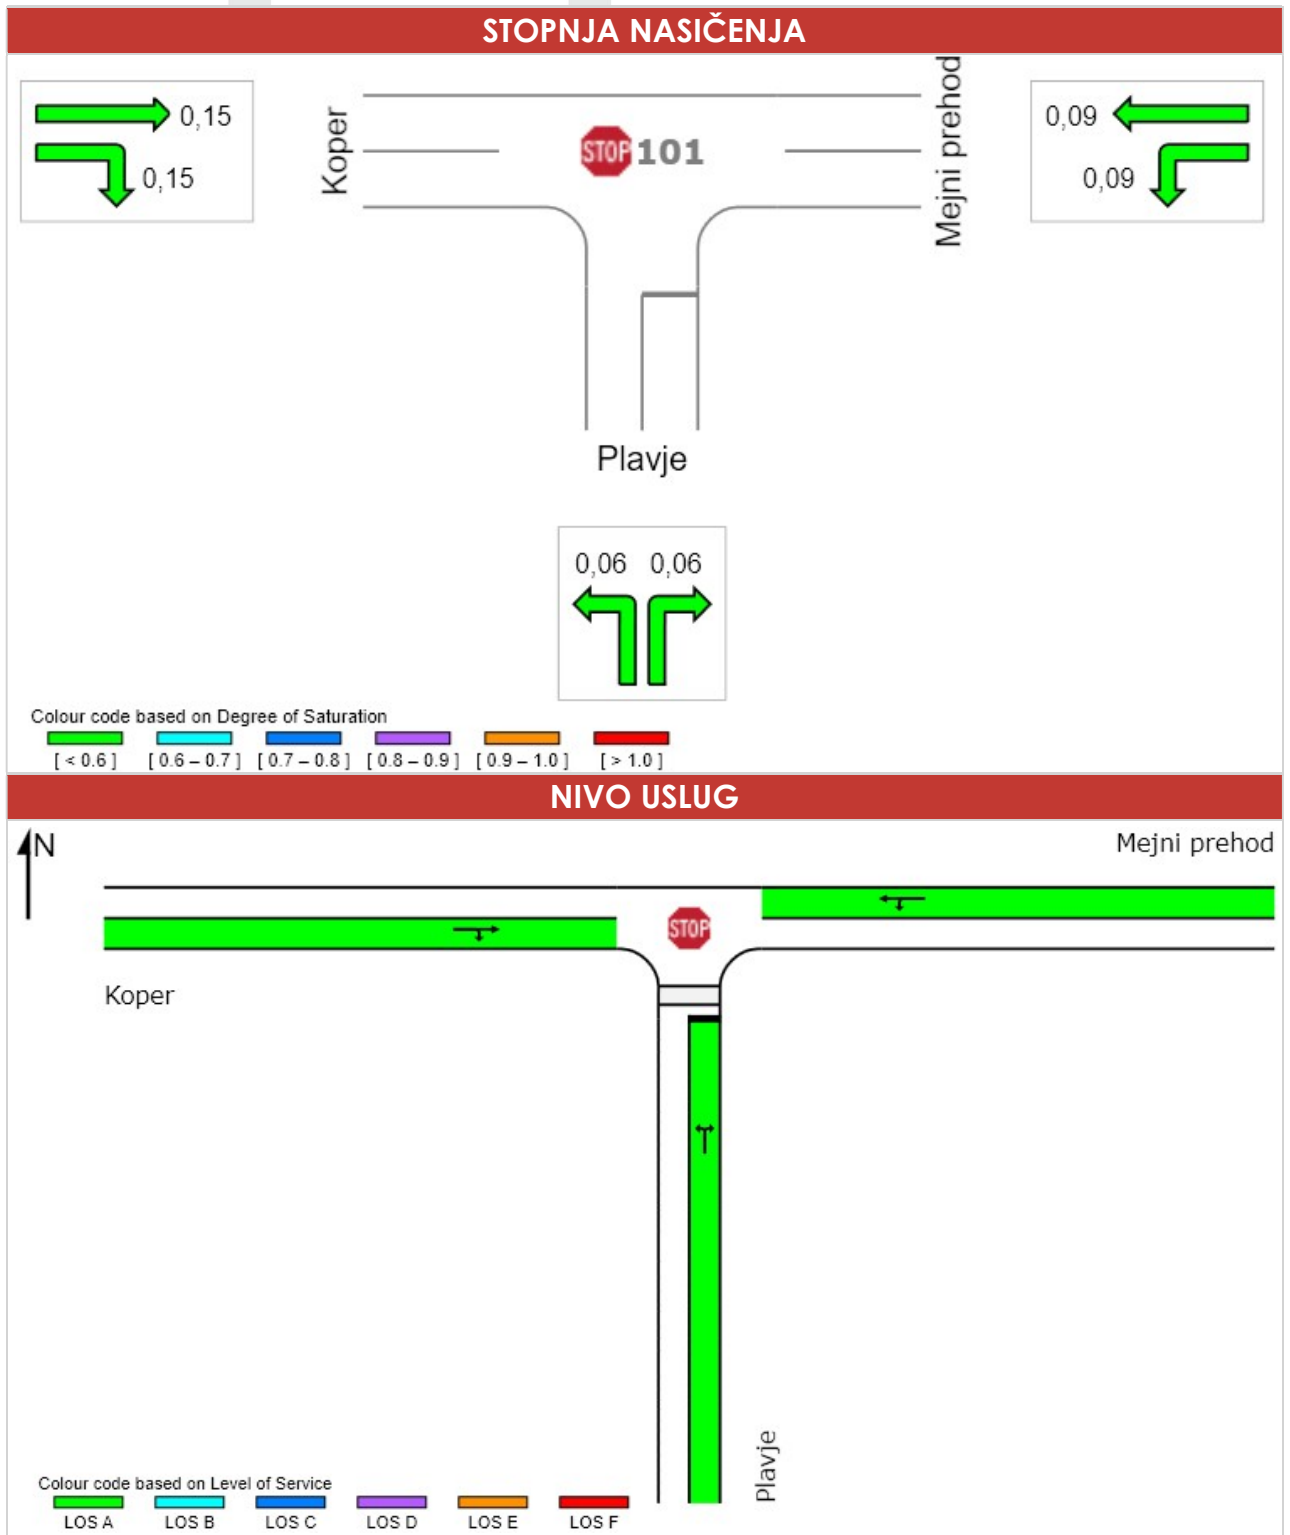 STOPNJA NASIČENJA
0,15
0,15
Koper
STOP 101
Mejni prehod
0,09
0,09
Plavje
0,06 0,06
Colour code based on Degree of Saturation
[ < 0.6 ] [ 0.6 – 0.7 ] [ 0.7 – 0.8 ] [ 0.8 – 0.9 ] [ 0.9 – 1.0 ] [ > 1.0 ]
NIVO USLUG
N
Mejni prehod
STOP
Koper
Plavje
Colour code based on Level of Service
LOS A LOS B LOS C LOS D LOS E LOS F